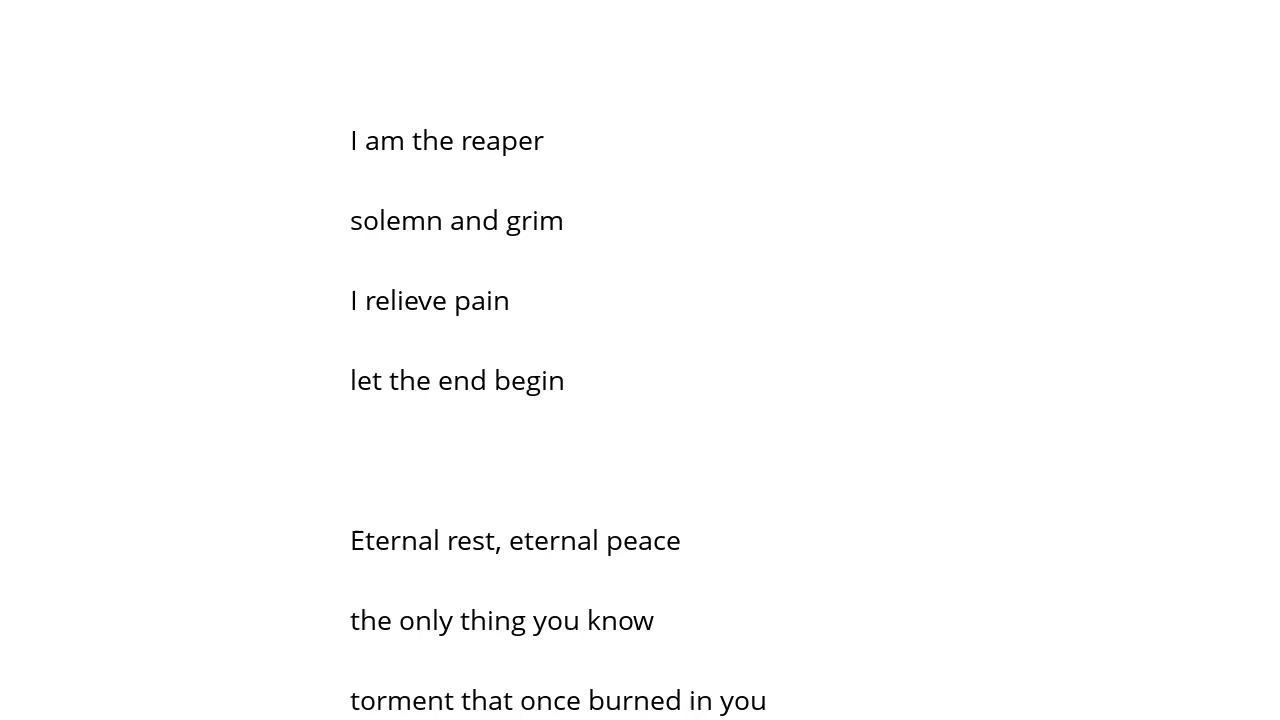 I am the reaper
solemn and grim
I relieve pain
let the end begin
Eternal rest, eternal peace
the only thing you know
torment that once burned in you